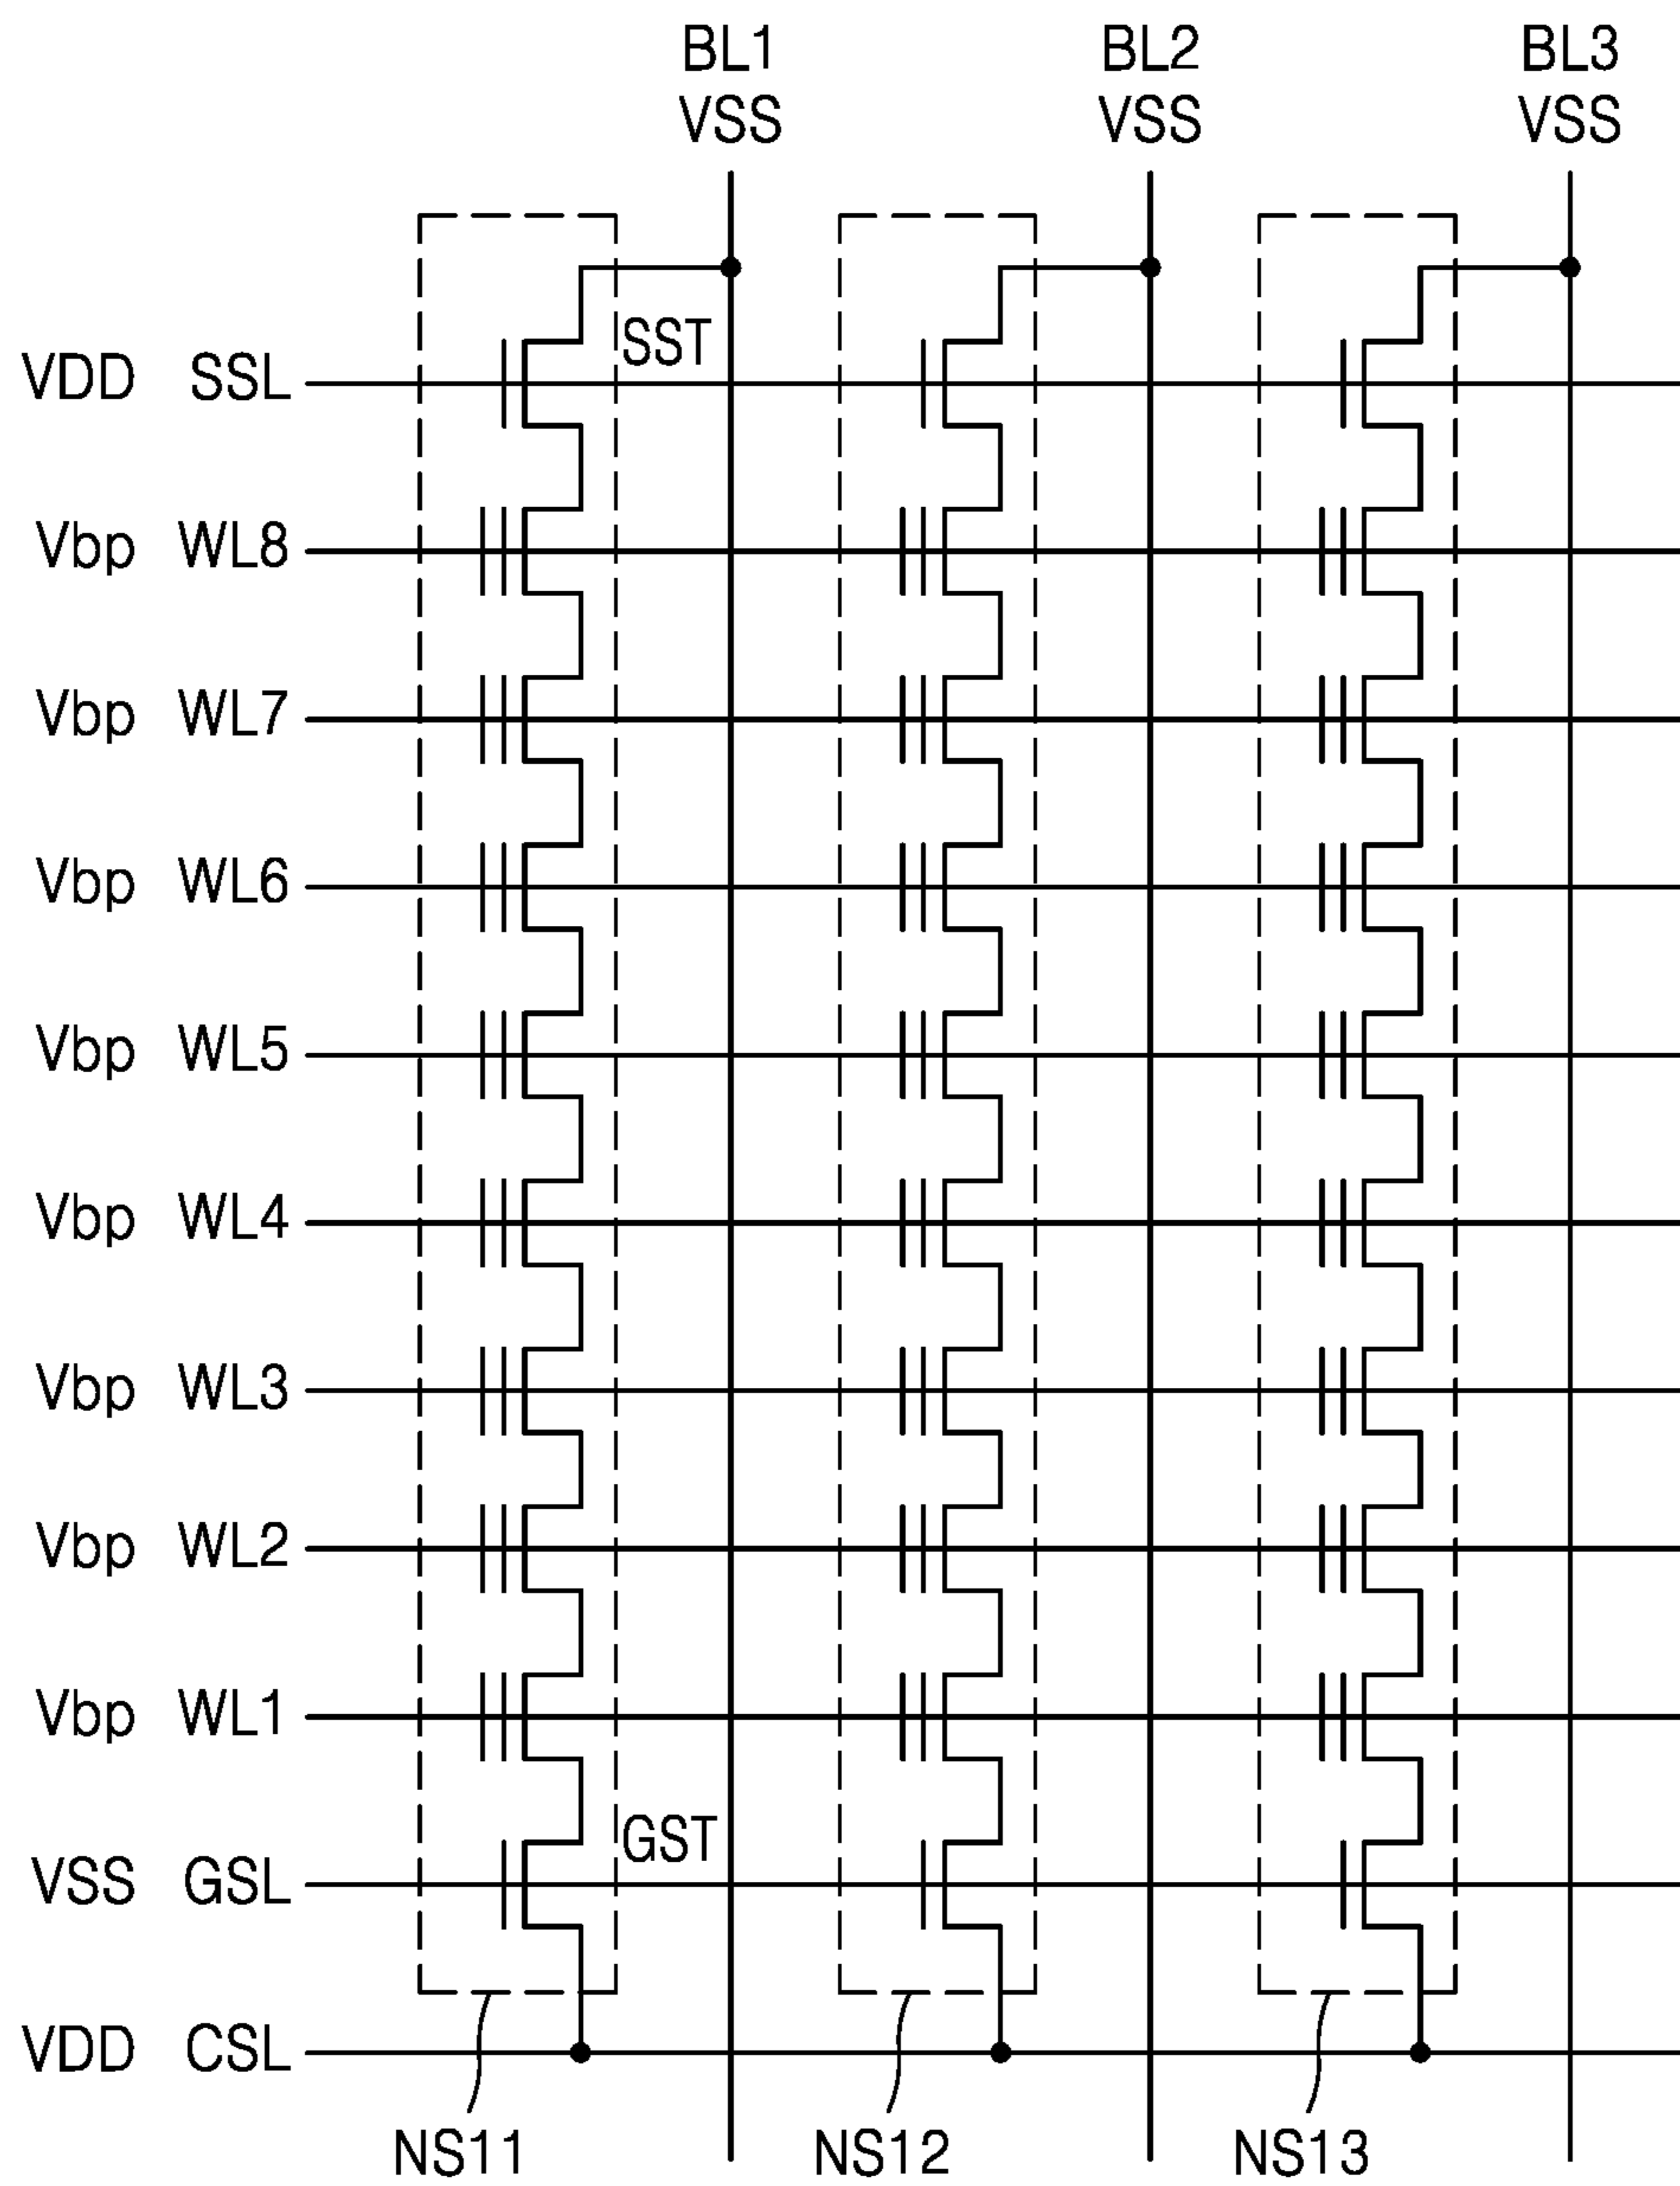 BL1 BL2 BL3
VSS VSS VSS
SST
VDD SSL
Vbp WL8
Vbp WL7
Vbp WL6
Vbp WL5
Vbp WL4
Vbp WL3
Vbp WL2
Vbp WL1
GST
VSS GSL
VDD CSL
NS11 NS12 NS13